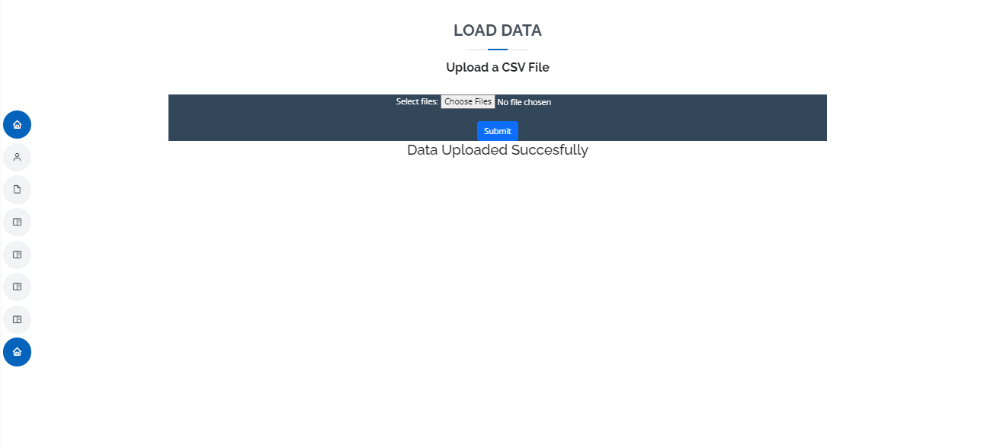 LOAD DATA
Upload a CSV File
Select files: Choose Files No file chosen
Submit
Data Uploaded Succesfully